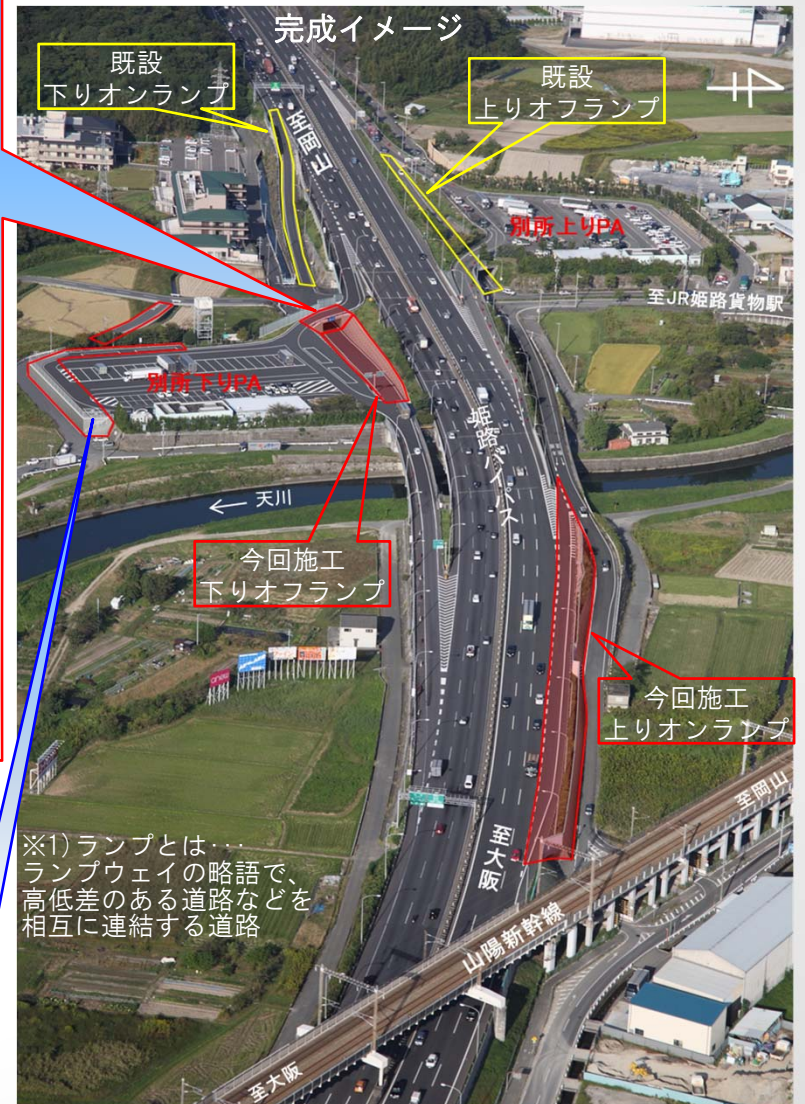 完成イメージ
既設
下りオンランプ
既設
上りオフランプ
至岡山
別所上りPA
至JR姫路貨物駅
別所下りPA
姫路バイパス
← 天川
今回施工
下りオフランプ
今回施工
上りオンランプ
至岡山
至大阪
※1)ランプとは…
ランプウェイの略語で、
高低差のある道路などを
相互に連結する道路
山陽新幹線
至大阪